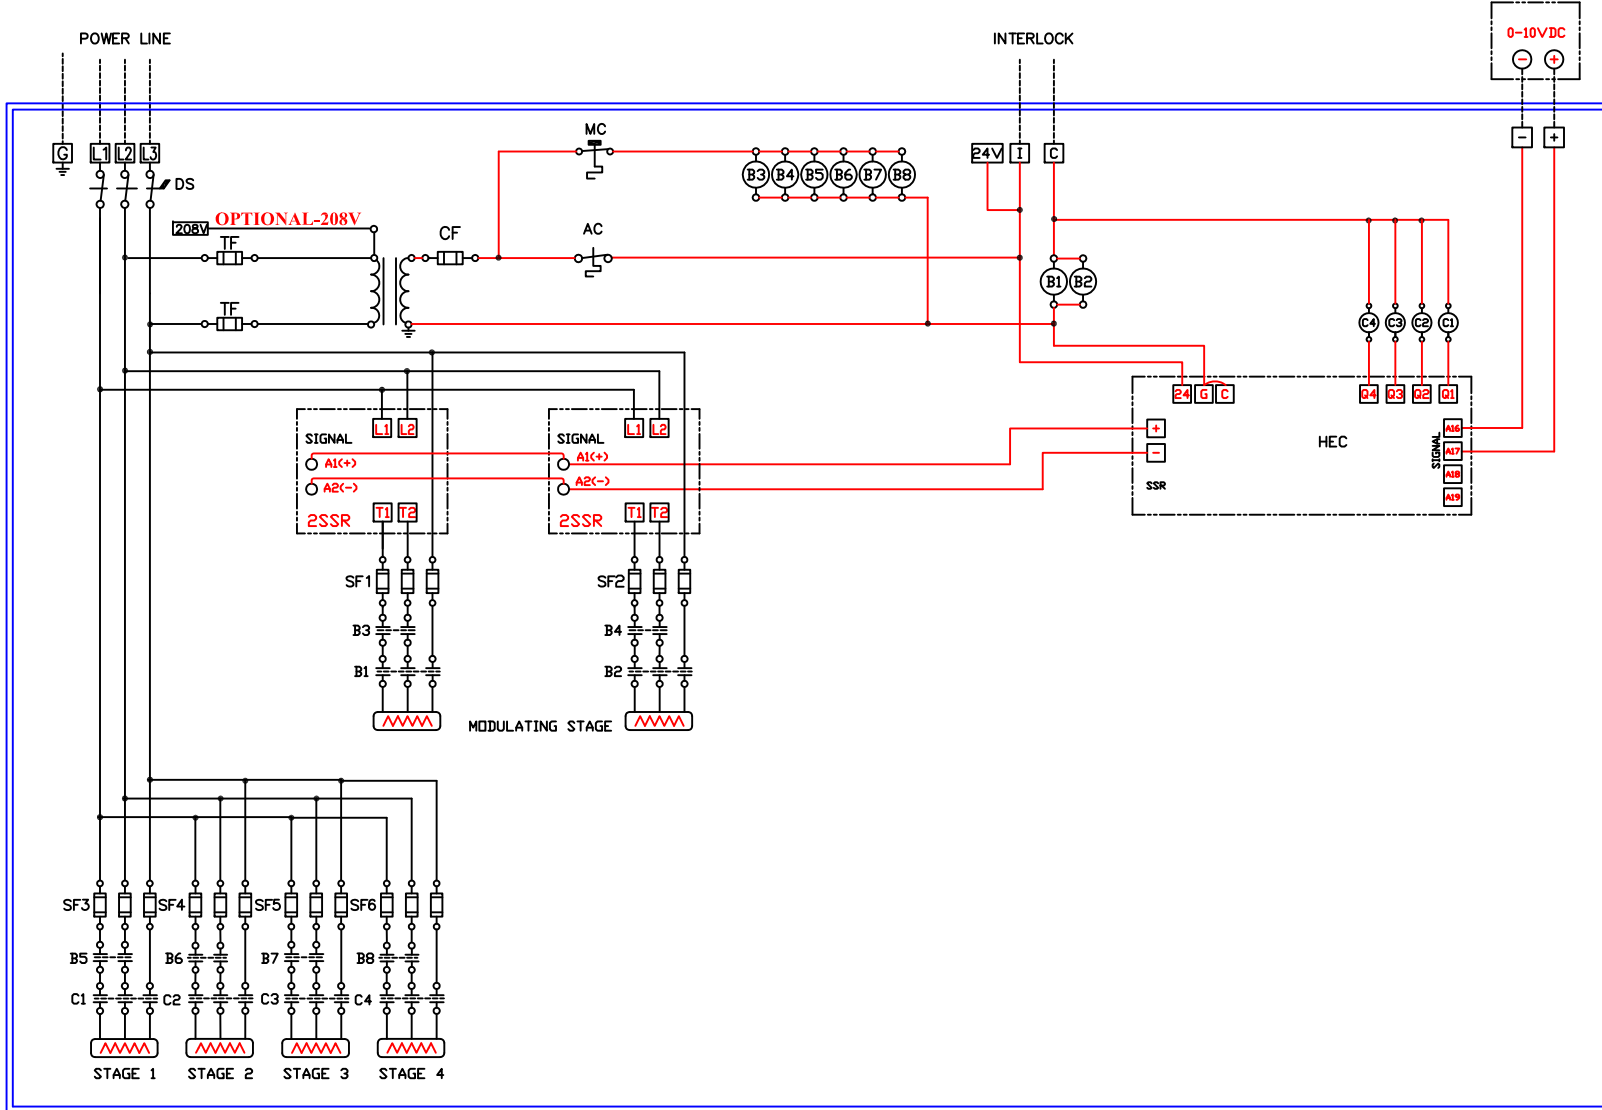 POWER LINE
INTERLOCK
0-10VDC
- +
G L1 L2 L3
DS
MC
B3 B4 B5 B6 B7 B8
24V I C
- +
208V OPTIONAL-208V
TF
CF
AC
TF
B1 B2
C4 C3 C2 C1
24 G C
Q4 Q3 Q2 Q1
L1 L2
SIGNAL
A1(+)
A2(-)
2SSR
T1 T2
L1 L2
SIGNAL
A1(+)
A2(-)
2SSR
T1 T2
+
-
SSR
HEC
SIGNAL
A16
A17
A18
A19
SF1
B3
B1
SF2
B4
B2
MODULATING STAGE
SF3 SF4 SF5 SF6
B5 B6 B7 B8
C1 C2 C3 C4
STAGE 1 STAGE 2 STAGE 3 STAGE 4